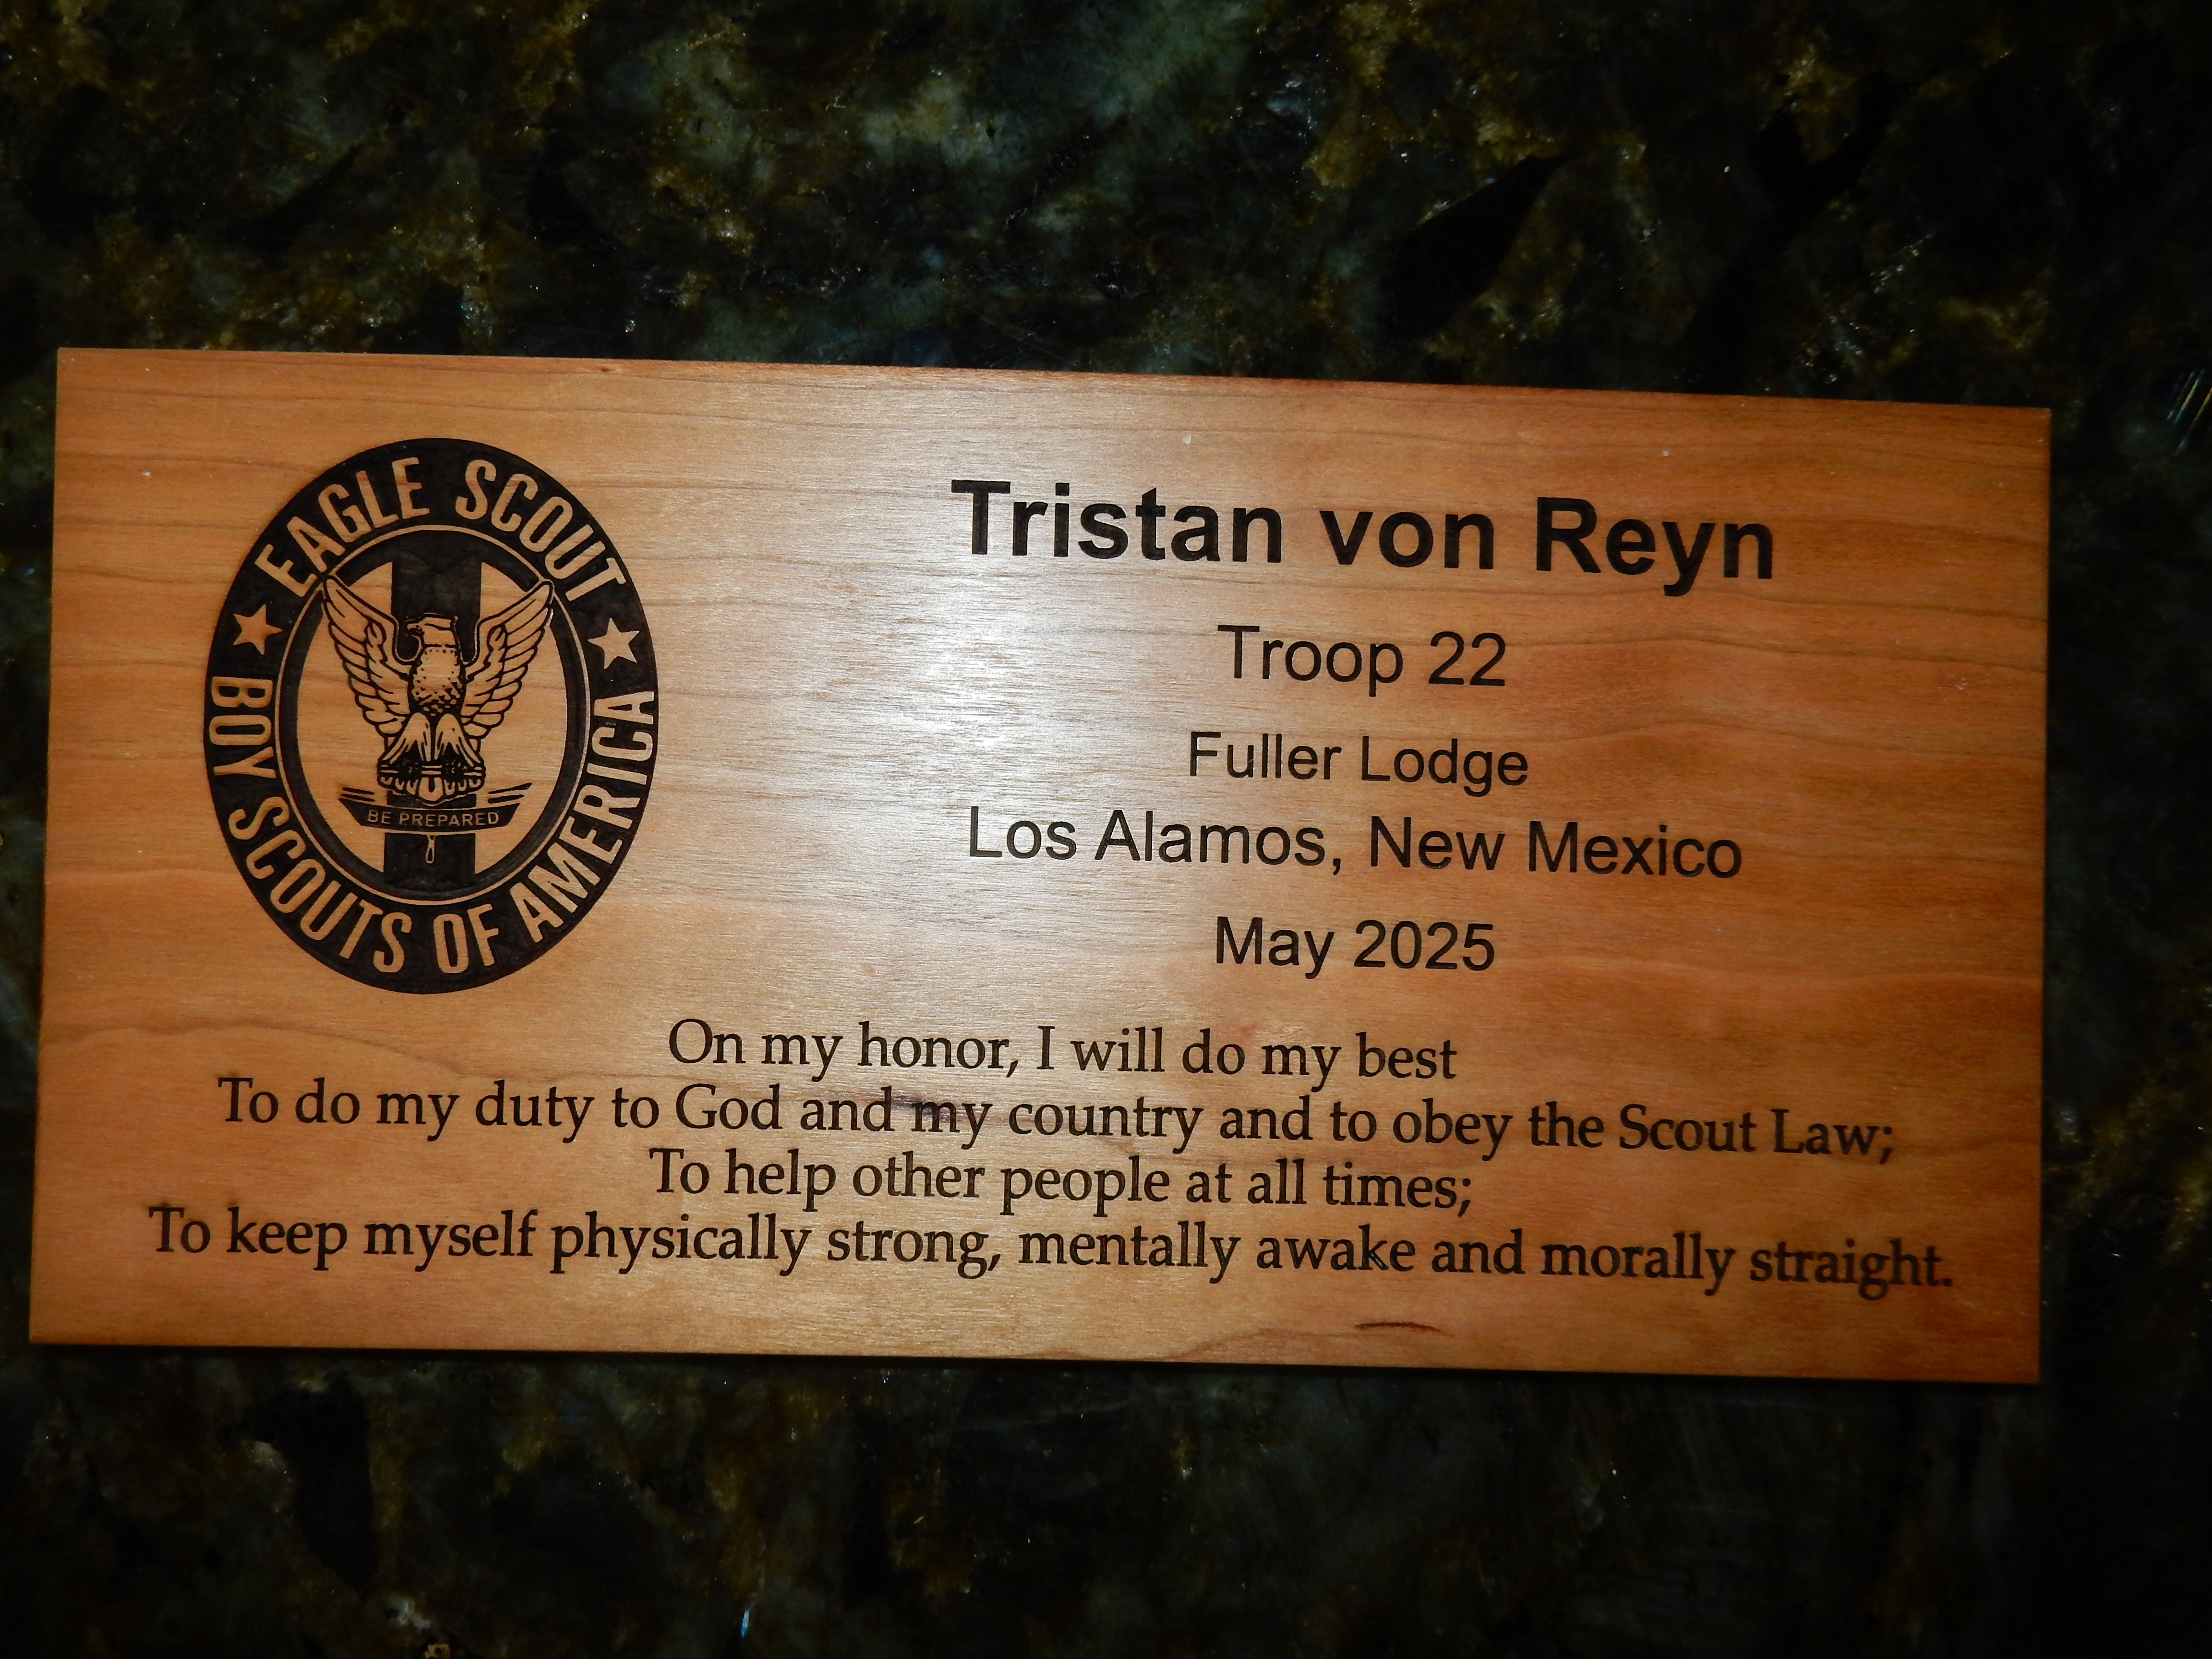 EAGLE SCOUT
BOY SCOUTS OF AMERICA
BE PREPARED
Tristan von Reyn
Troop 22
Fuller Lodge
Los Alamos, New Mexico
May 2025
On my honor, I will do my best
To do my duty to God and my country and to obey the Scout Law;
To help other people at all times;
To keep myself physically strong, mentally awake and morally straight.